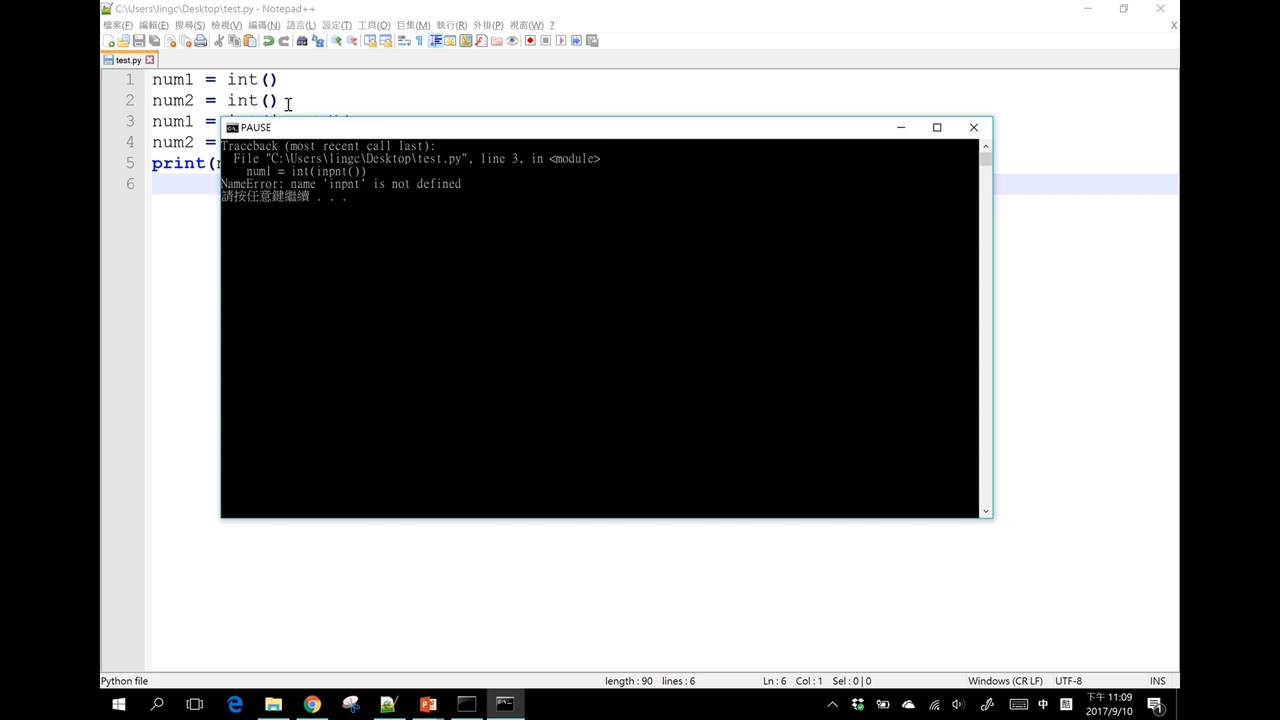 C:\Users\lingc\Desktop\test.py - Notepad++
檔案(F) 編輯(E) 搜尋(S) 檢視(V) 編碼(N) 語言(L) 設定(T) 工具(O) 巨集(M) 執行(R) 外掛(P) 視窗(W) ? X
test.py
1 num1 = int()
2 num2 = int()
3 num1 =
4 num2 =
5 print(
6
PAUSE
Traceback (most recent call last):
File "C:\Users\lingc\Desktop\test.py", line 3, in <module>
num1 = int(inpnt())
NameError: name 'inpnt' is not defined
請按任意鍵繼續 . . .
Python file length : 90 lines : 6 Ln : 6 Col : 1 Sel : 0 | 0 Windows (CR LF) UTF-8 INS
中
下午 11:09
2017/9/10